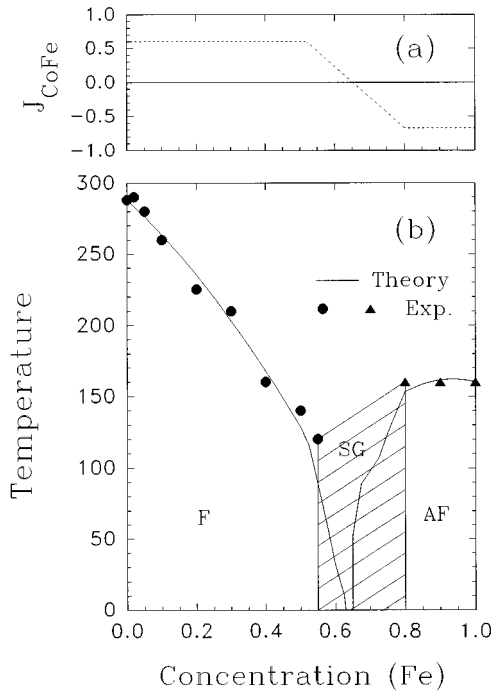 1.0
(a)
0.5
0.0
−0.5
−1.0
J_CoFe
300
(b)
250
Theory
Exp.
200
150
SG
100
F
AF
50
0
Temperature
0.0 0.2 0.4 0.6 0.8 1.0
Concentration (Fe)